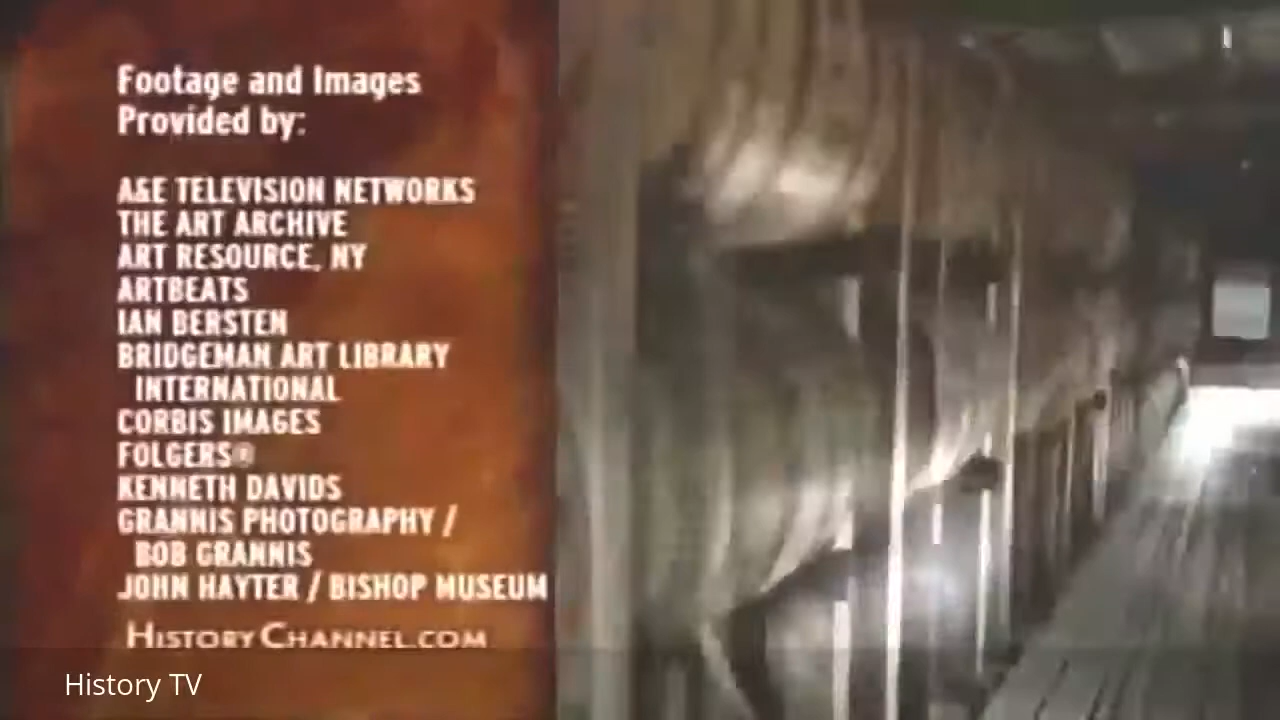 Footage and Images
Provided by:
A&E TELEVISION NETWORKS
THE ART ARCHIVE
ART RESOURCE, NY
ARTBEATS
IAN BERSTEN
BRIDGEMAN ART LIBRARY
INTERNATIONAL
CORBIS IMAGES
FOLGERS®
KENNETH DAVIDS
GRANNIS PHOTOGRAPHY /
BOB GRANNIS
JOHN HAYTER / BISHOP MUSEUM
HISTORYCHANNEL.COM
History TV